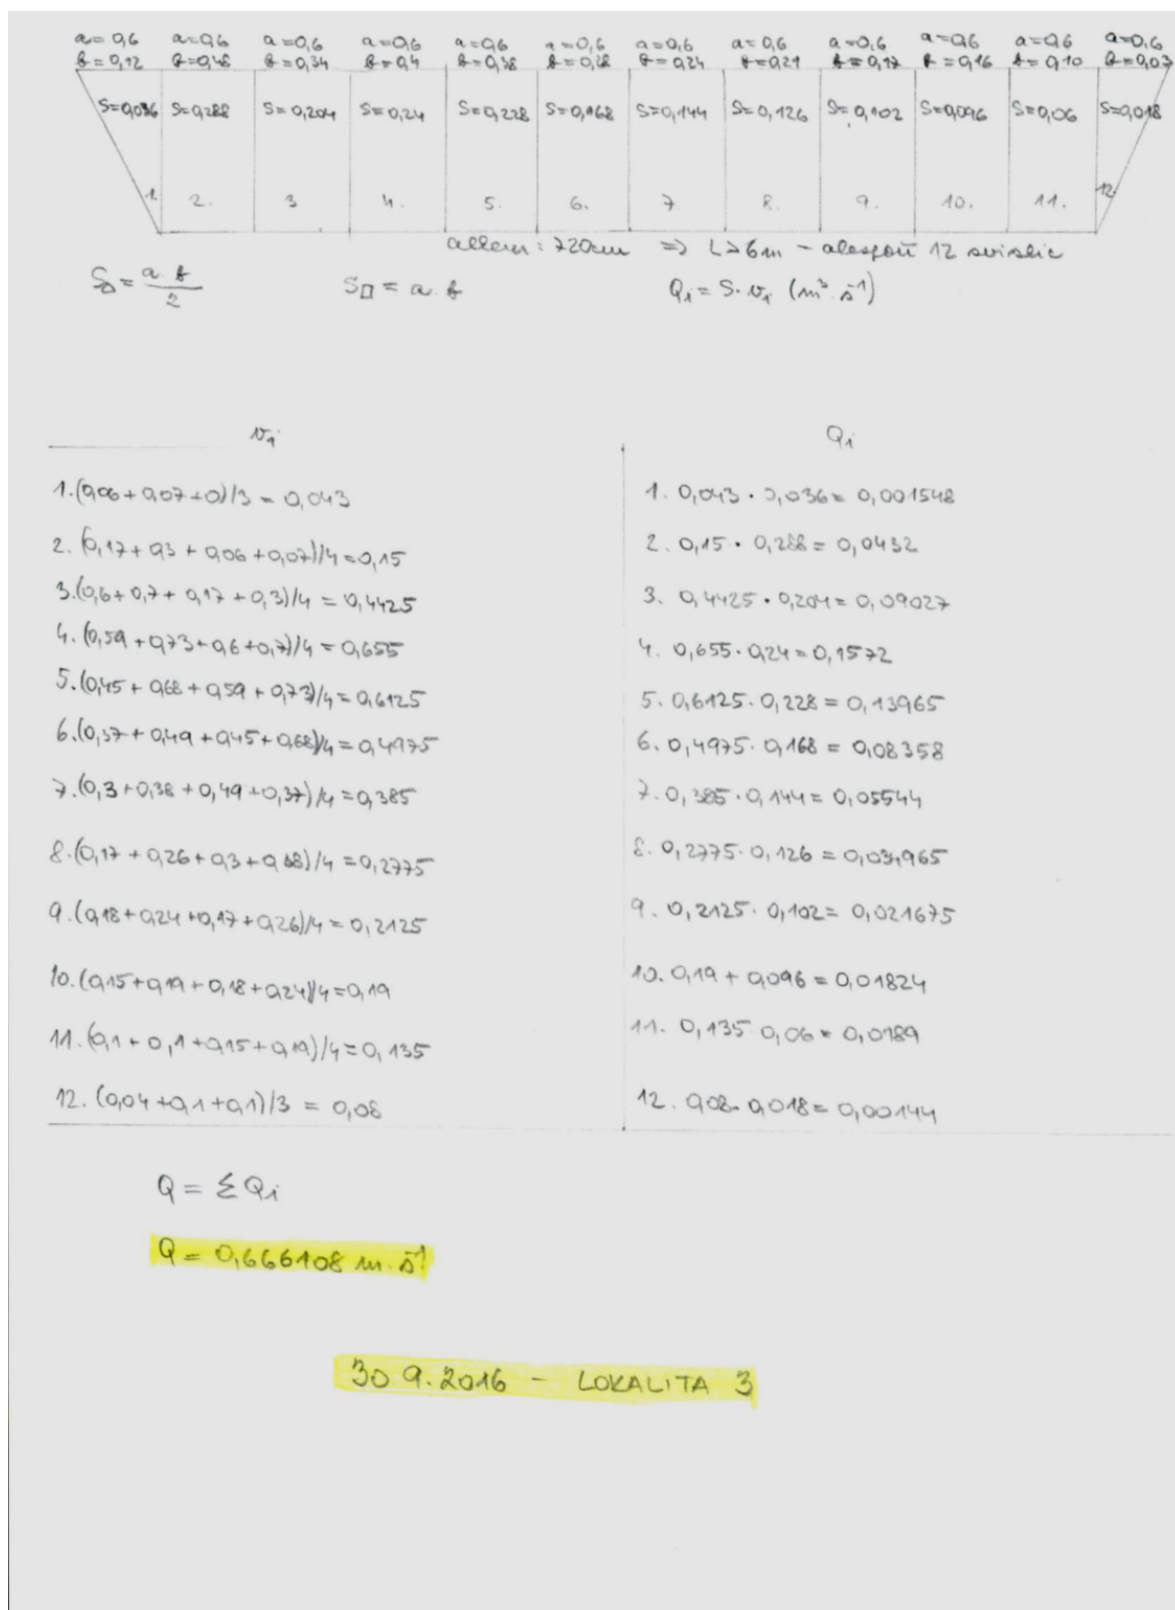 a=0,6 a=0,6 a=0,6 a=0,6 a=0,6 a=0,6 a=0,6 a=0,6 a=0,6 a=0,6 a=0,6 a=0,6
b=0,12 b=0,48 b=0,34 b=0,4 b=0,38 b=0,28 b=0,24 b=0,21 b=0,17 b=0,16 b=0,10 b=0,03
S=0,036 S=0,288 S=0,204 S=0,24 S=0,228 S=0,168 S=0,144 S=0,126 S=0,102 S=0,096 S=0,06 S=0,018
1. 2. 3 4. 5. 6. 7 8. 9. 10. 11. 12.
: 720cm => L>6m - alespoň 12 svislic
S△ = a.b/2 S□ = a.b Qi = S.vi (m³.s⁻¹)
vi Qi
1.(0,06+0,07+0)/3 = 0,043 1. 0,043 · 0,036 = 0,001548
2. (0,17+0,3+0,06+0,07)/4=0,15 2. 0,15 · 0,288 = 0,0432
3.(0,6+0,7+0,17+0,3)/4 = 0,4425 3. 0,4425 · 0,204 = 0,09027
4. (0,59+0,73+0,6+0,7)/4 = 0,655 4. 0,655 · 0,24 = 0,1572
5.(0,45+0,68+0,59+0,73)/4=0,6125 5. 0,6125 · 0,228 = 0,13965
6.(0,37+0,49+0,45+0,68)/4=0,4975 6. 0,4975 · 0,168 = 0,08358
7.(0,3+0,38+0,49+0,37)/4=0,385 7. 0,385 · 0,144 = 0,05544
8.(0,17+0,26+0,3+0,38)/4=0,2775 8. 0,2775 · 0,126 = 0,034965
9.(0,18+0,24+0,17+0,26)/4=0,2125 9. 0,2125 · 0,102 = 0,021675
10.(0,15+0,19+0,18+0,24)/4=0,19 10. 0,19 + 0,096 = 0,01824
11.(0,1+0,1+0,15+0,19)/4=0,135 11. 0,135 · 0,06 = 0,0189
12. (0,04+0,1+0,1)/3 = 0,08 12. 0,08 · 0,018 = 0,00144
Q = Σ Qi
Q = 0,666108 m.s⁻¹
30 9.2016 - LOKALITA 3